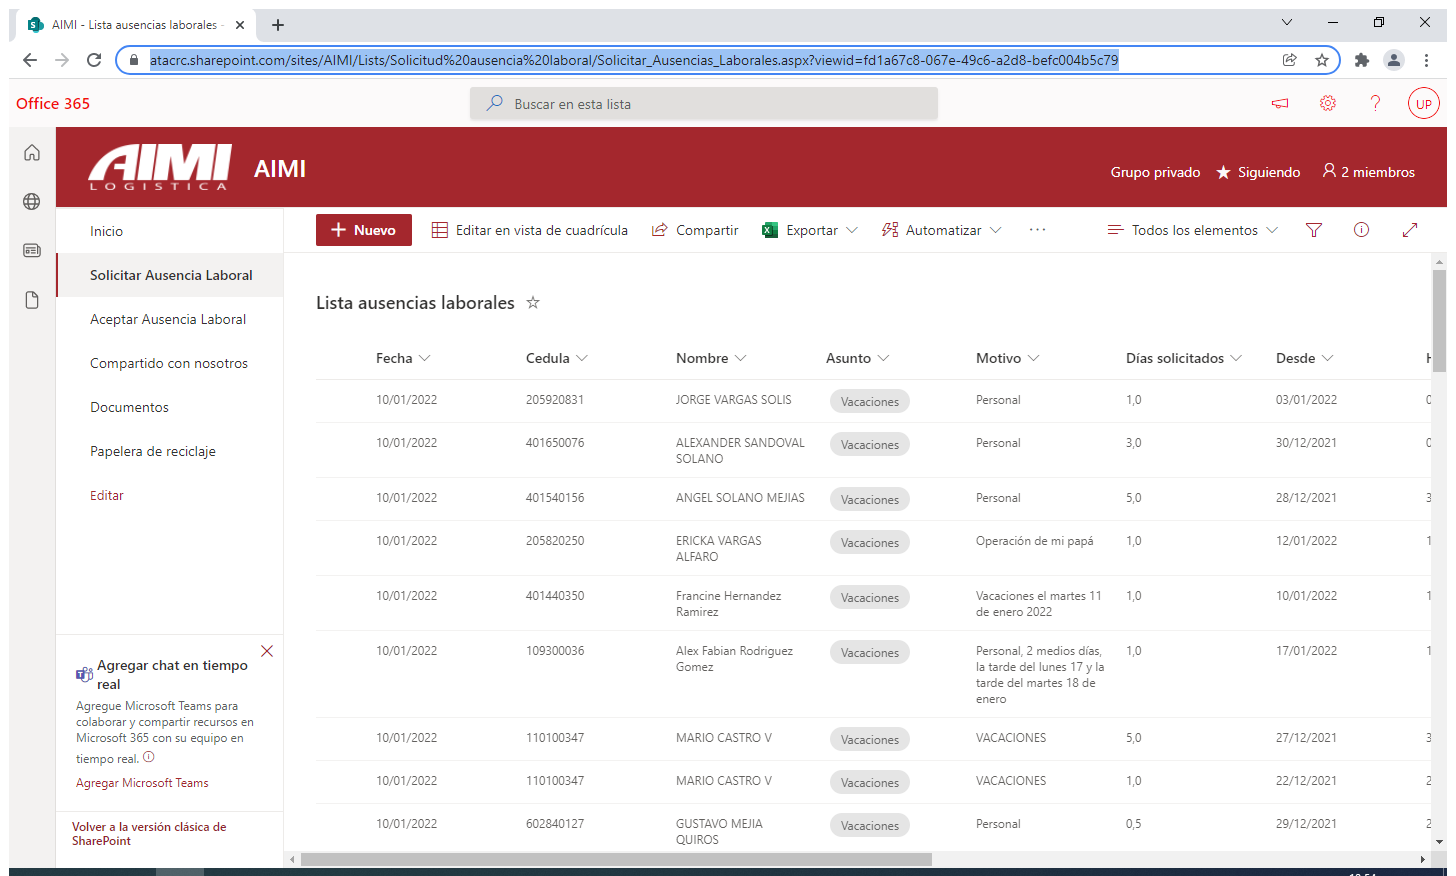 AIMI - Lista ausencias laborales -
atacrc.sharepoint.com/sites/AIMI/Lists/Solicitud%20ausencia%20laboral/Solicitar_Ausencias_Laborales.aspx?viewid=fd1a67c8-067e-49c6-a2d8-befc004b5c79
Office 365
Buscar en esta lista
UP
AIMI
LOGISTICA
AIMI
Grupo privado
Siguiendo
2 miembros
Inicio
Solicitar Ausencia Laboral
Aceptar Ausencia Laboral
Compartido con nosotros
Documentos
Papelera de reciclaje
Editar
Nuevo
Editar en vista de cuadrícula
Compartir
Exportar
Automatizar
Todos los elementos
Lista ausencias laborales
Fecha Cedula Nombre Asunto Motivo Días solicitados Desde
10/01/2022 205920831 JORGE VARGAS SOLIS Vacaciones Personal 1,0 03/01/2022
10/01/2022 401650076 ALEXANDER SANDOVAL Vacaciones Personal 3,0 30/12/2021
SOLANO
10/01/2022 401540156 ANGEL SOLANO MEJIAS Vacaciones Personal 5,0 28/12/2021
10/01/2022 205820250 ERICKA VARGAS Vacaciones Operación de mi papá 1,0 12/01/2022
ALFARO
10/01/2022 401440350 Francine Hernandez Vacaciones Vacaciones el martes 11 1,0 10/01/2022
Ramirez de enero 2022
10/01/2022 109300036 Alex Fabian Rodriguez Vacaciones Personal, 2 medios días, 1,0 17/01/2022
Gomez la tarde del lunes 17 y la
tarde del martes 18 de
enero
10/01/2022 110100347 MARIO CASTRO V Vacaciones VACACIONES 5,0 27/12/2021
10/01/2022 110100347 MARIO CASTRO V Vacaciones VACACIONES 1,0 22/12/2021
10/01/2022 602840127 GUSTAVO MEJIA Vacaciones Personal 0,5 29/12/2021
QUIROS
Agregar chat en tiempo
real
Agregue Microsoft Teams para
colaborar y compartir recursos en
Microsoft 365 con su equipo en
tiempo real.
Agregar Microsoft Teams
Volver a la versión clásica de
SharePoint